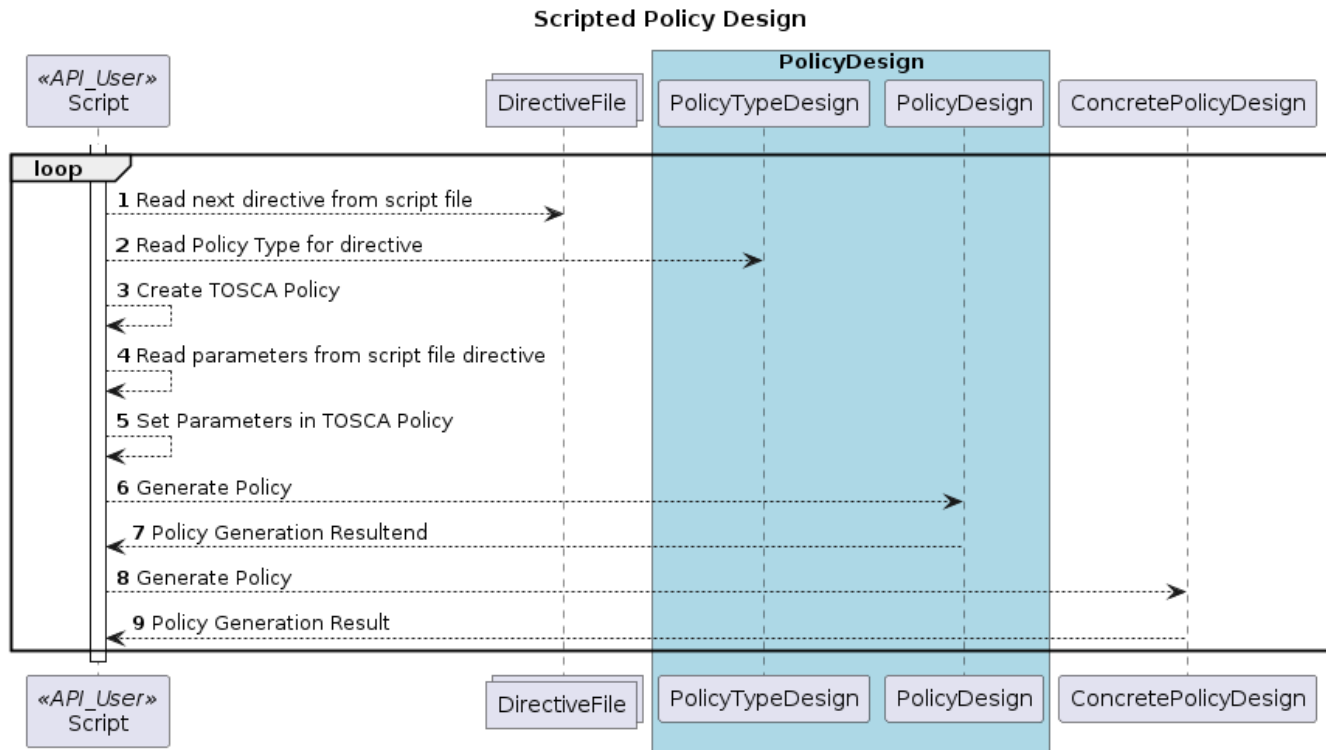 Scripted Policy Design
PolicyDesign
«API_User»
Script
DirectiveFile
PolicyTypeDesign
PolicyDesign
ConcretePolicyDesign
loop
1 Read next directive from script file
2 Read Policy Type for directive
3 Create TOSCA Policy
4 Read parameters from script file directive
5 Set Parameters in TOSCA Policy
6 Generate Policy
7 Policy Generation Resultend
8 Generate Policy
9 Policy Generation Result
«API_User»
Script
DirectiveFile
PolicyTypeDesign
PolicyDesign
ConcretePolicyDesign